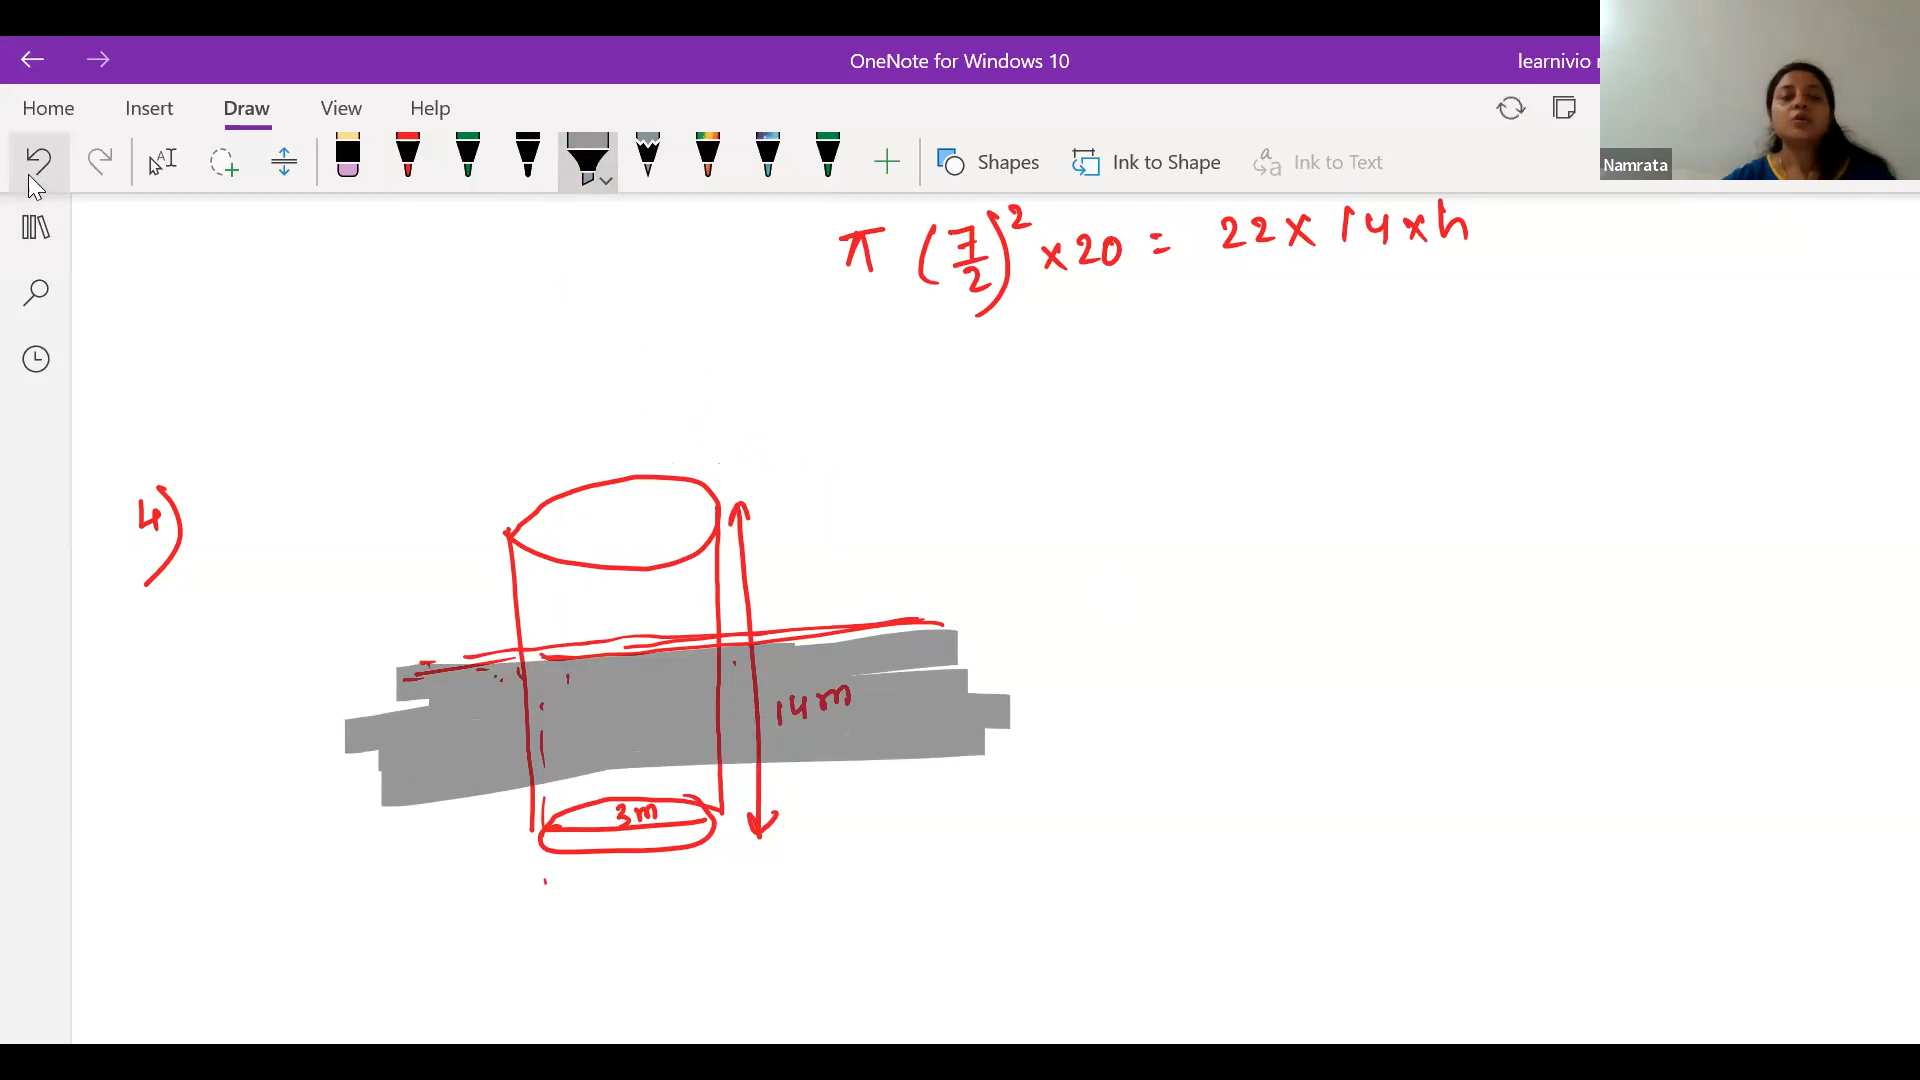 OneNote for Windows 10
learnivio
Home Insert Draw View Help
Shapes Ink to Shape Ink to Text
Namrata
π (7/2)² × 20 = 22 × 14 × h
4)
14m
3m